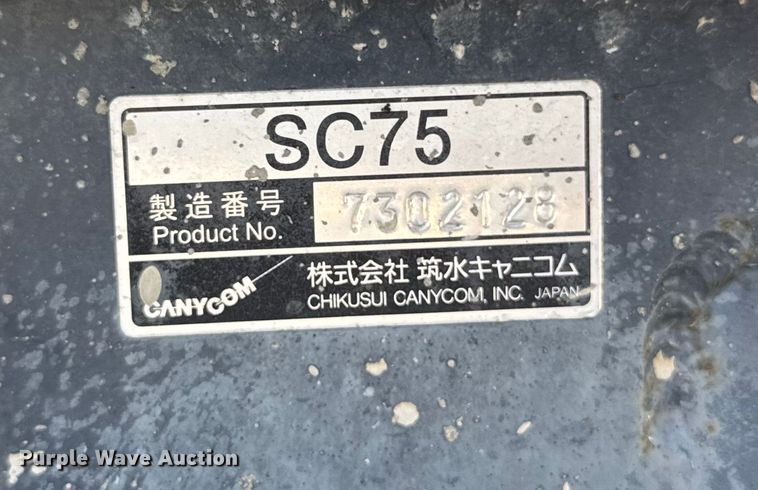 SC75
製造番号
Product No.
7302128
CANYCOM
株式会社 筑水キャニコム
CHIKUSUI CANYCOM, INC. JAPAN
Purple Wave Auction